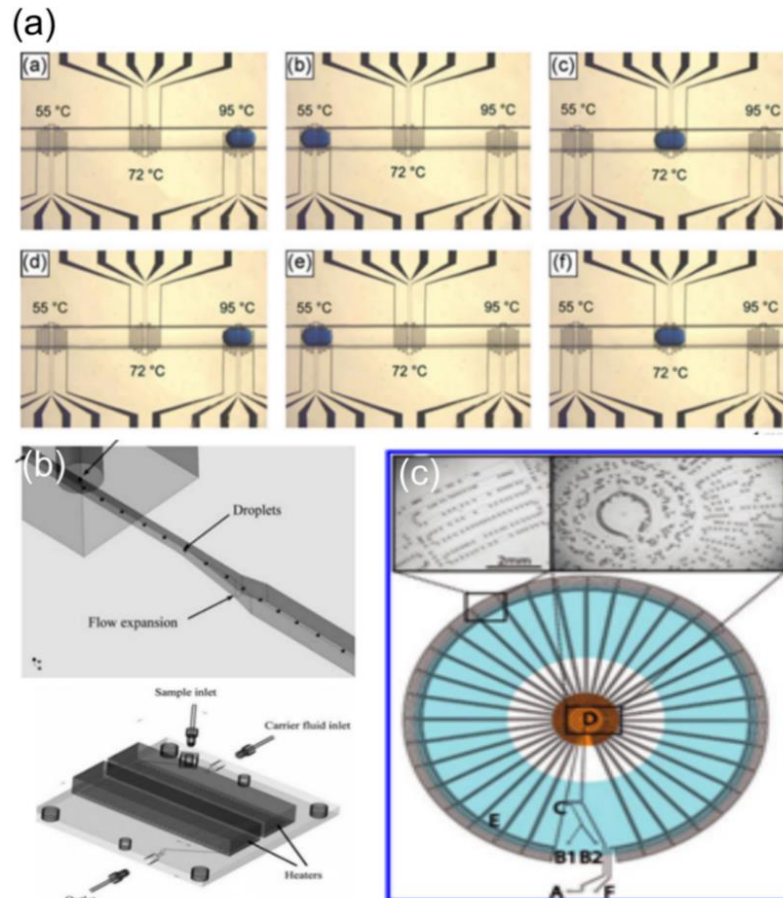 (a)
(a)
55 °C
95 °C
72 °C
(b)
55 °C
95 °C
72 °C
(c)
55 °C
95 °C
72 °C
(d)
55 °C
95 °C
72 °C
(e)
55 °C
95 °C
72 °C
(f)
55 °C
95 °C
72 °C
(b)
Droplets
Flow expansion
Sample inlet
Carrier fluid inlet
Heaters
(c)
2mm
D
C
E
B1 B2
A
F